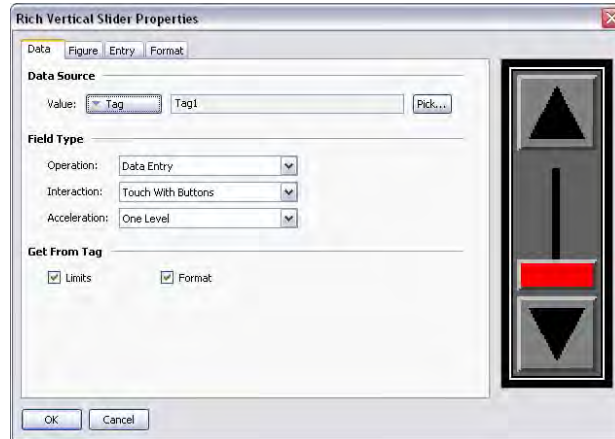 Rich Vertical Slider Properties
Data Figure Entry Format
Data Source
Value: Tag Tag1 Pick...
Field Type
Operation: Data Entry
Interaction: Touch With Buttons
Acceleration: One Level
Get From Tag
Limits Format
OK Cancel